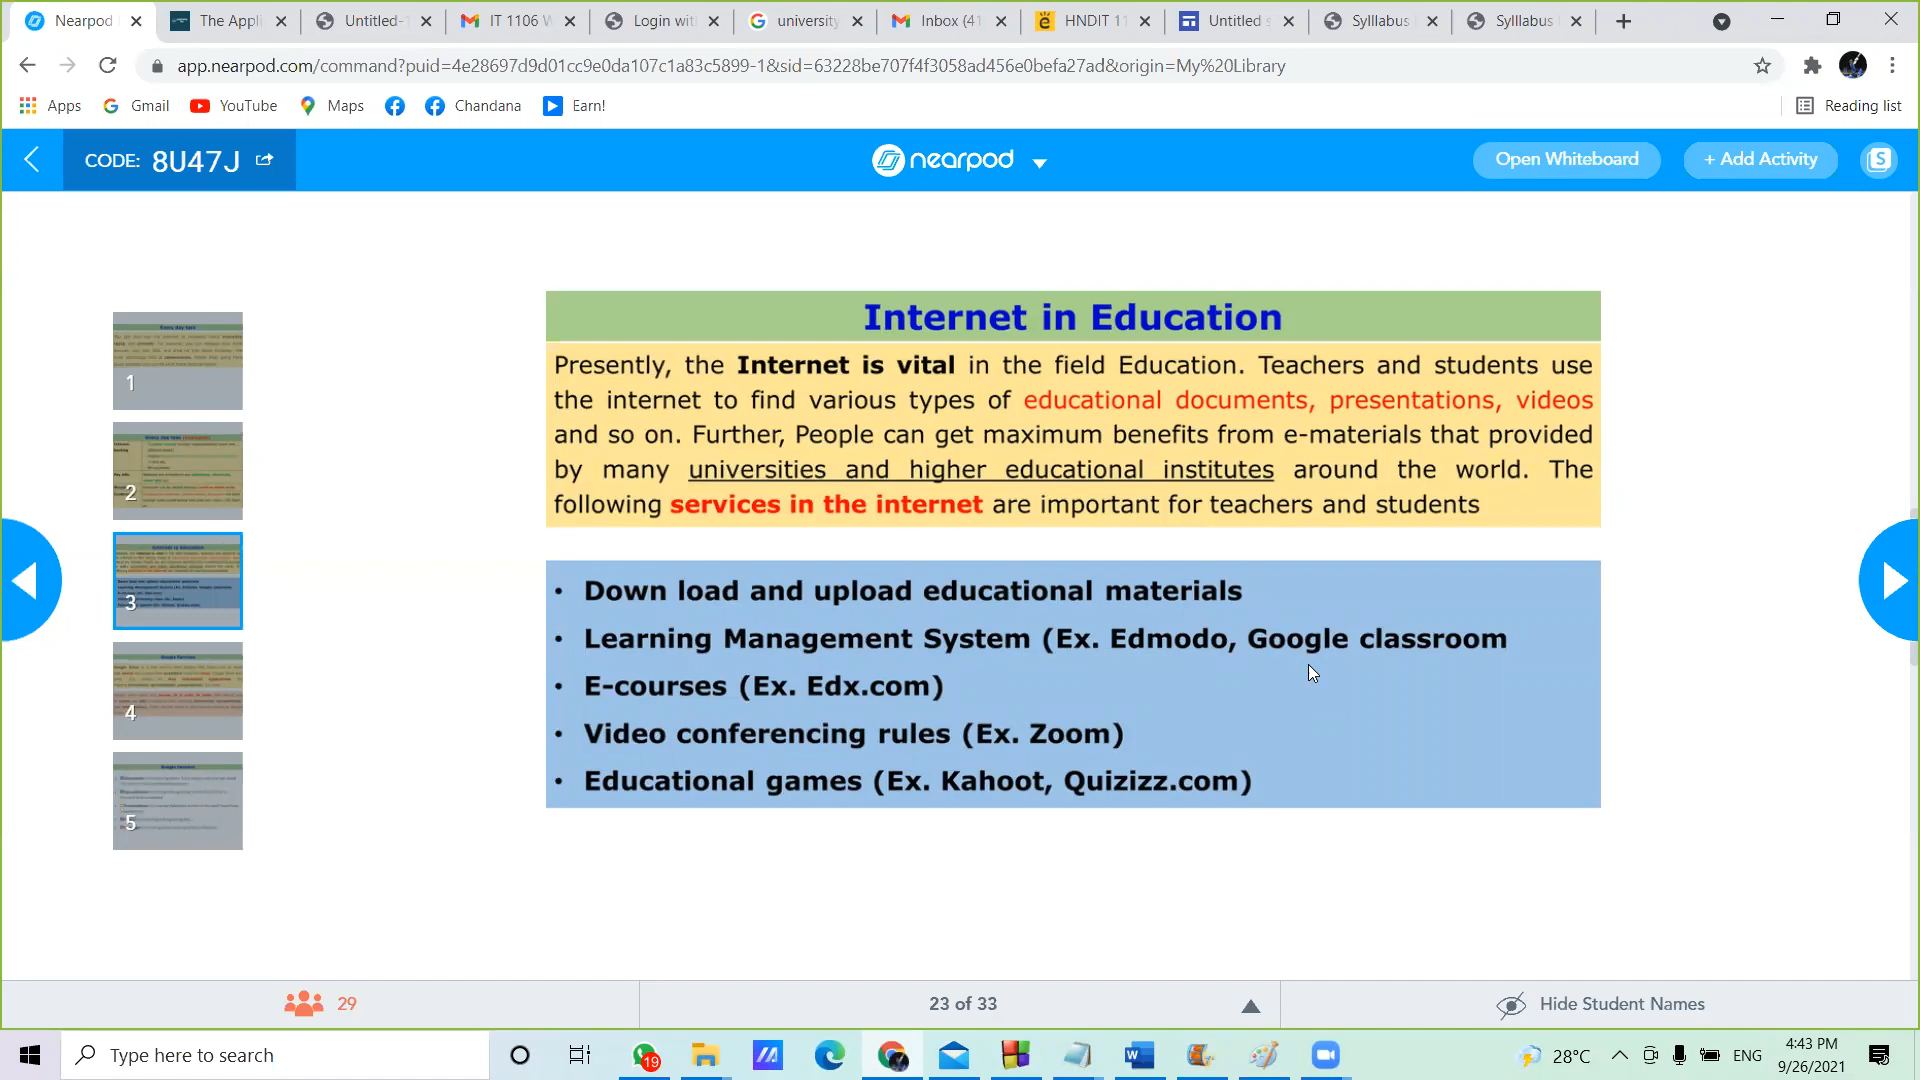 Nearpod
The Appli
Untitled-1
IT 1106 W
Login wit
university
Inbox (41
HNDIT 11
Untitled s
Sylllabus
Sylllabus
app.nearpod.com/command?puid=4e28697d9d01cc9e0da107c1a83c5899-1&sid=63228be707f4f3058ad456e0befa27ad&origin=My%20Library
Apps
Gmail
YouTube
Maps
Chandana
Earn!
Reading list
CODE: 8U47J
nearpod
Open Whiteboard
+ Add Activity
S
Internet in Education
Presently, the Internet is vital in the field Education. Teachers and students use
the internet to find various types of educational documents, presentations, videos
and so on. Further, People can get maximum benefits from e-materials that provided
by many universities and higher educational institutes around the world. The
following services in the internet are important for teachers and students
• Down load and upload educational materials
• Learning Management System (Ex. Edmodo, Google classroom
• E-courses (Ex. Edx.com)
• Video conferencing rules (Ex. Zoom)
• Educational games (Ex. Kahoot, Quizizz.com)
1
2
3
4
5
29
23 of 33
Hide Student Names
Type here to search
19
28°C
ENG
4:43 PM
9/26/2021